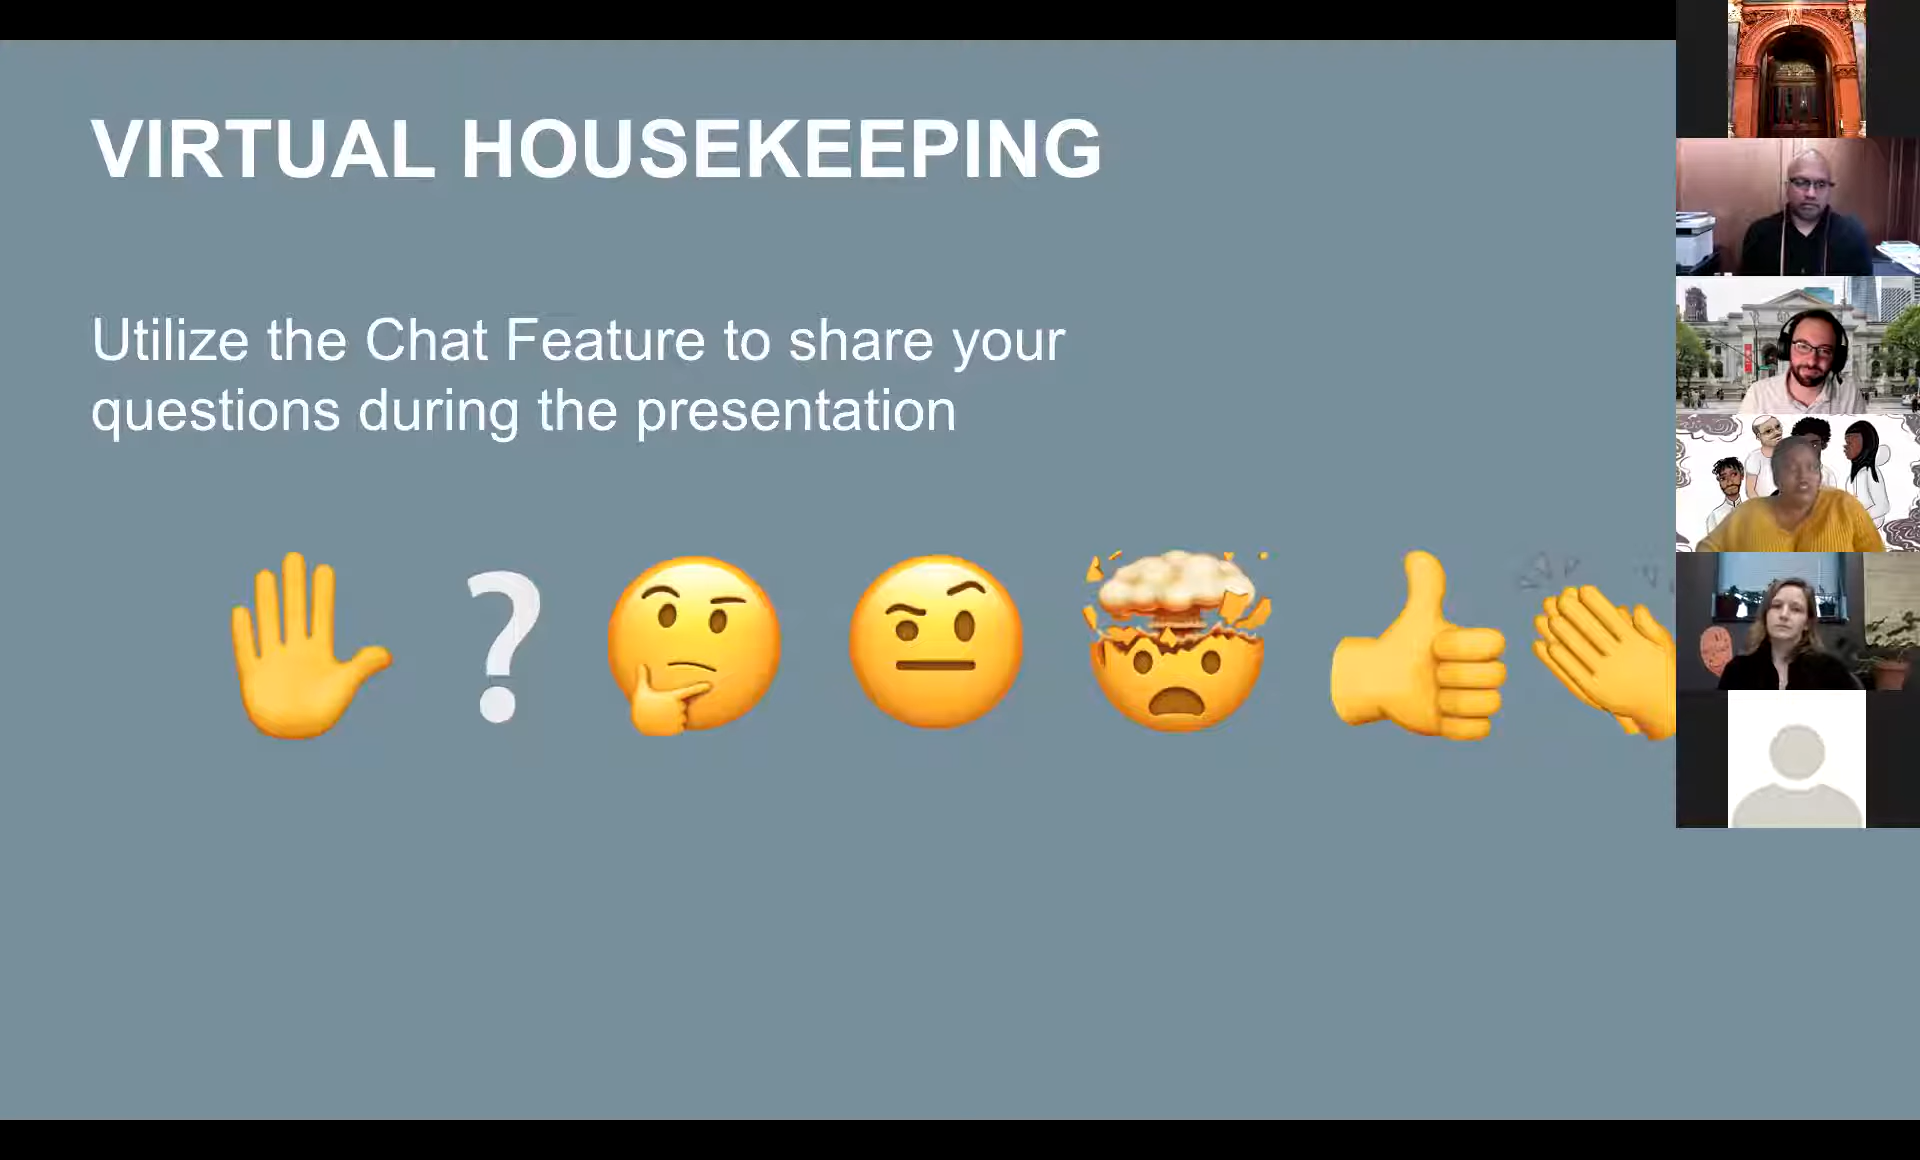 VIRTUAL HOUSEKEEPING
Utilize the Chat Feature to share your
questions during the presentation